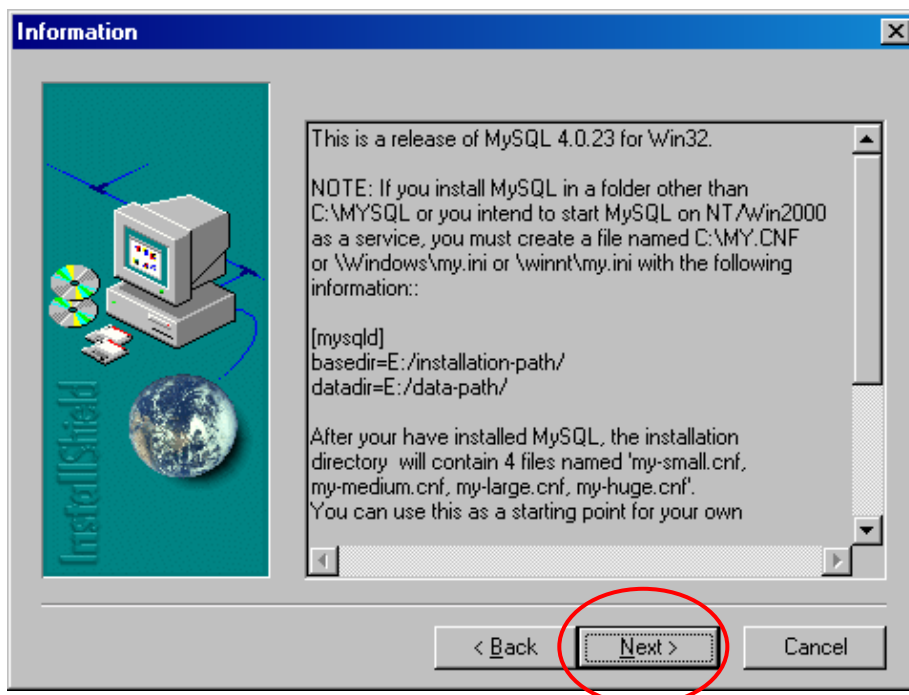 Information
This is a release of MySQL 4.0.23 for Win32.
NOTE: If you install MySQL in a folder other than
C:\MYSQL or you intend to start MySQL on NT/Win2000
as a service, you must create a file named C:\MY.CNF
or \Windows\my.ini or \winnt\my.ini with the following
information::
[mysqld]
basedir=E:/installation-path/
datadir=E:/data-path/
After your have installed MySQL, the installation
directory  will contain 4 files named 'my-small.cnf,
my-medium.cnf, my-large.cnf, my-huge.cnf'.
You can use this as a starting point for your own
InstallShield
< Back
Next >
Cancel